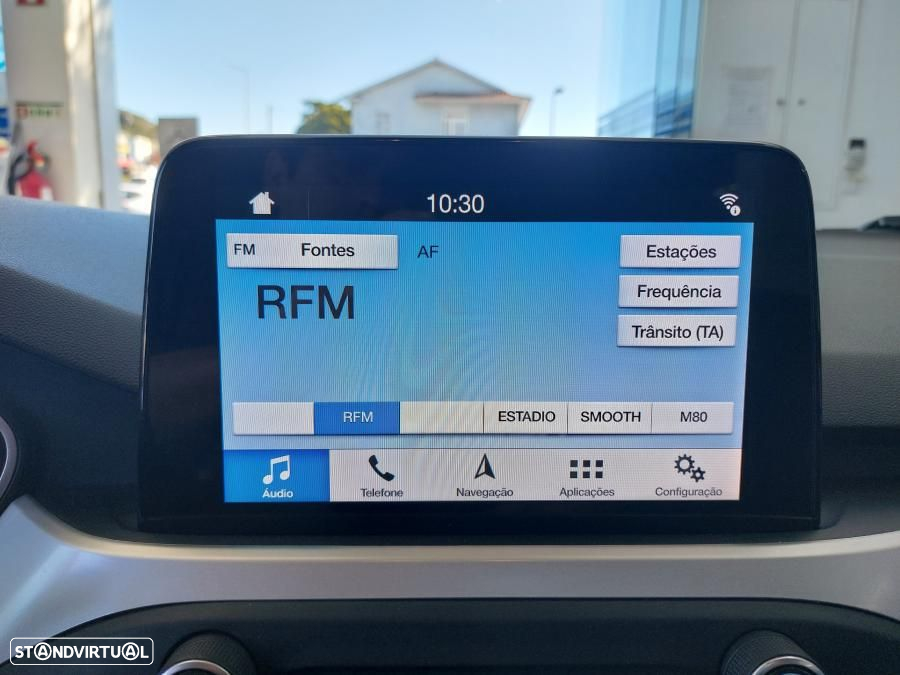 10:30
FM Fontes AF Estações
RFM
Frequência
Trânsito (TA)
RFM ESTADIO SMOOTH M80
Áudio Telefone Navegação Aplicações Configuração
STANDVIRTUAL